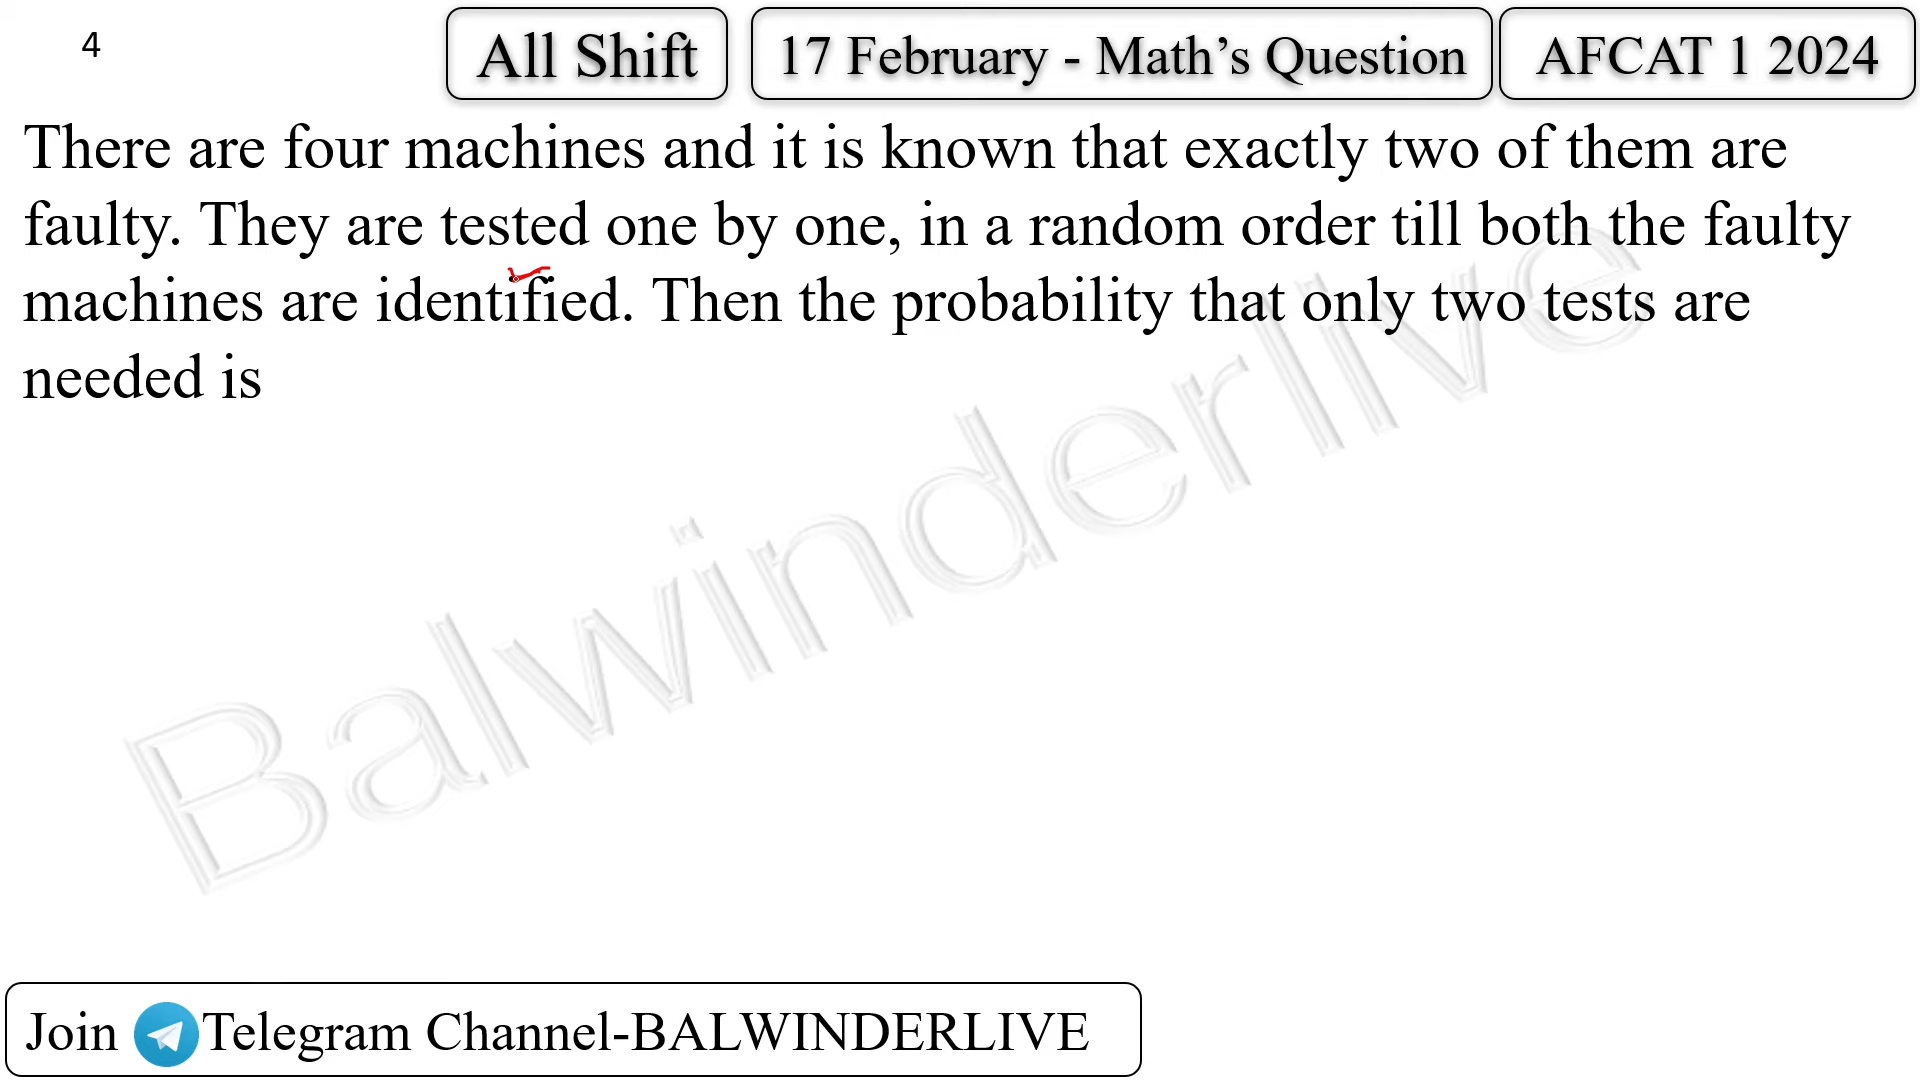 4
All Shift
17 February - Math’s Question
AFCAT 1 2024
There are four machines and it is known that exactly two of them are
faulty. They are tested one by one, in a random order till both the faulty
machines are identified. Then the probability that only two tests are
needed is
Balwinderlive
Join Telegram Channel-BALWINDERLIVE